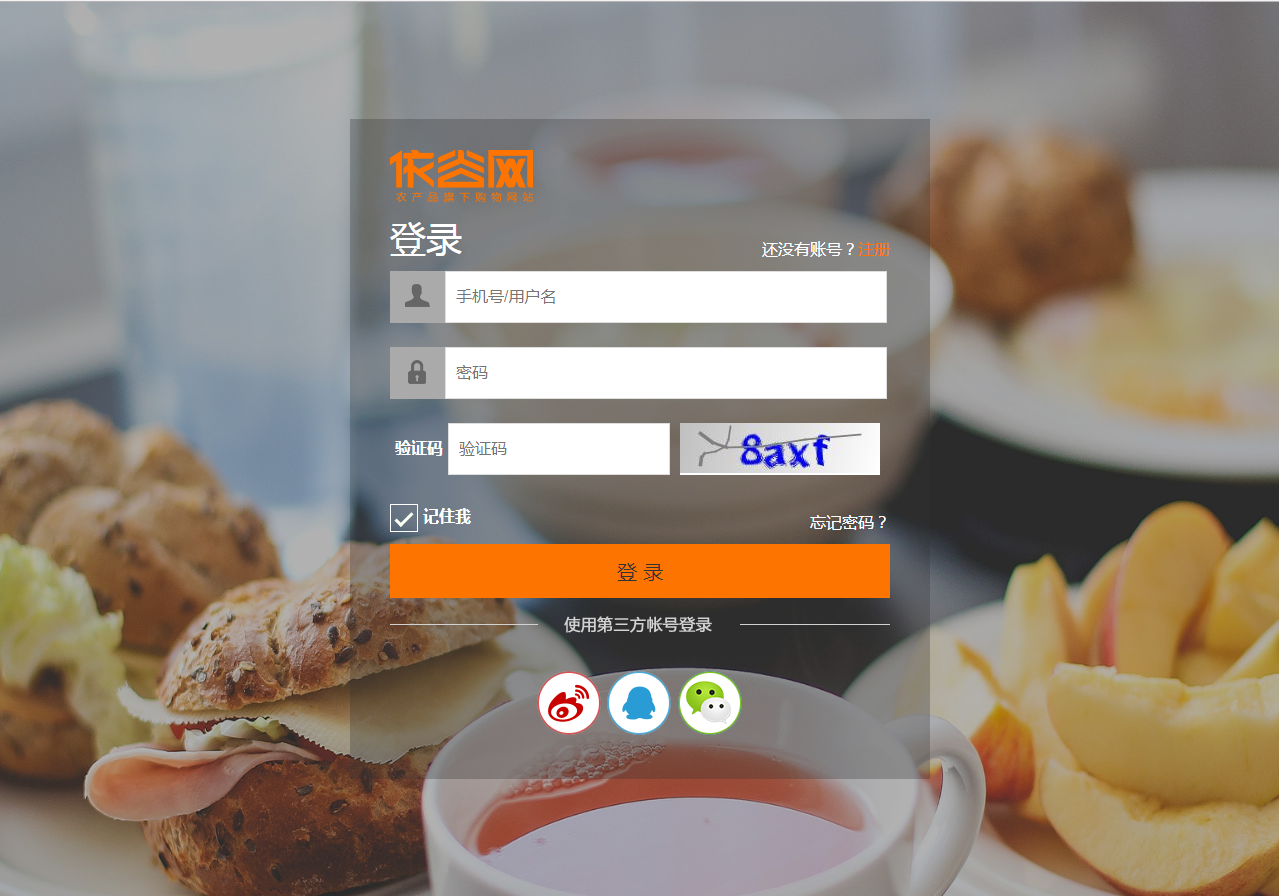 依谷网
农产品旗下购物网站
登录
还没有账号？注册
手机号/用户名
密码
验证码 验证码 8axf
记住我 忘记密码？
登 录
使用第三方帐号登录